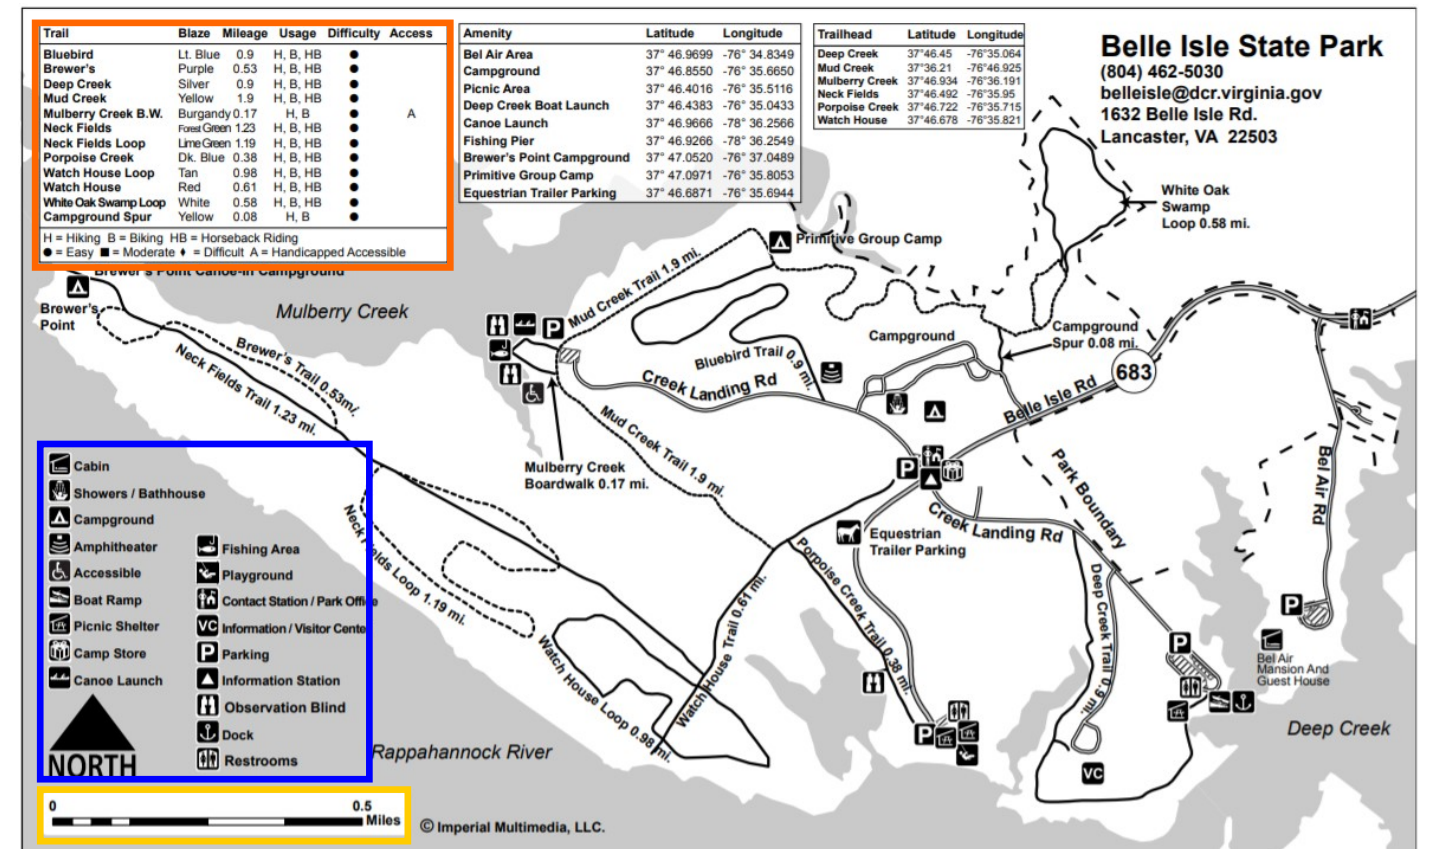 Trail Blaze Mileage Usage Difficulty Access
Bluebird Lt. Blue 0.9 H, B, HB ●
Brewer's Purple 0.53 H, B, HB ●
Deep Creek Silver 0.9 H, B, HB ●
Mud Creek Yellow 1.9 H, B, HB ●
Mulberry Creek B.W. Burgandy 0.17 H, B ● A
Neck Fields Forest Green 1.23 H, B, HB ●
Neck Fields Loop Lime Green 1.19 H, B, HB ●
Porpoise Creek Dk. Blue 0.38 H, B, HB ●
Watch House Loop Tan 0.98 H, B, HB ●
Watch House Red 0.61 H, B, HB ●
White Oak Swamp Loop White 0.58 H, B, HB ●
Campground Spur Yellow 0.08 H, B ●
H = Hiking B = Biking HB = Horseback Riding
● = Easy ■ = Moderate ♦ = Difficult A = Handicapped Accessible
Amenity Latitude Longitude
Bel Air Area 37° 46.9699 -76° 34.8349
Campground 37° 46.8550 -76° 35.6650
Picnic Area 37° 46.4016 -76° 35.5116
Deep Creek Boat Launch 37° 46.4383 -76° 35.0433
Canoe Launch 37° 46.9666 -78° 36.2566
Fishing Pier 37° 46.9266 -78° 36.2549
Brewer's Point Campground 37° 47.0520 -76° 37.0489
Primitive Group Camp 37° 47.0971 -76° 35.8053
Equestrian Trailer Parking 37° 46.6871 -76° 35.6944
Trailhead Latitude Longitude
Deep Creek 37°46.45 -76°35.064
Mud Creek 37°36.21 -76°46.925
Mulberry Creek 37°46.934 -76°36.191
Neck Fields 37°46.492 -76°35.95
Porpoise Creek 37°46.722 -76°35.715
Watch House 37°46.678 -76°35.821
Belle Isle State Park
(804) 462-5030
belleisle@dcr.virginia.gov
1632 Belle Isle Rd.
Lancaster, VA 22503
White Oak
Swamp
Loop 0.58 mi.
Primitive Group Camp
Brewer's Point Canoe-in Campground
Brewer's
Point
Mulberry Creek
Mud Creek Trail 1.9 mi.
Brewer's Trail 0.53mi.
Neck Fields Trail 1.23 mi.
Bluebird Trail 0.9 mi.
Creek Landing Rd
Campground
Campground
Spur 0.08 mi.
683
Belle Isle Rd
Mud Creek Trail 1.9 mi.
Mulberry Creek
Boardwalk 0.17 mi.
P
P
Park Boundary
Bel Air Rd
Creek Landing Rd
Equestrian
Trailer Parking
Neck Fields Loop 1.19 mi.
Porpoise Creek Trail 0.38 mi.
Watch House Trail 0.61 mi.
Watch House Loop 0.98 mi.
Deep Creek Trail 0.9 mi.
P
P
P
VC
Bel Air
Mansion And
Guest House
Deep Creek
Rappahannock River
Cabin
Showers / Bathhouse
Campground
Amphitheater
Accessible
Boat Ramp
Picnic Shelter
Camp Store
Canoe Launch
NORTH
Fishing Area
Playground
Contact Station / Park Office
VC Information / Visitor Center
P Parking
Information Station
Observation Blind
Dock
Restrooms
0 0.5
Miles
© Imperial Multimedia, LLC.